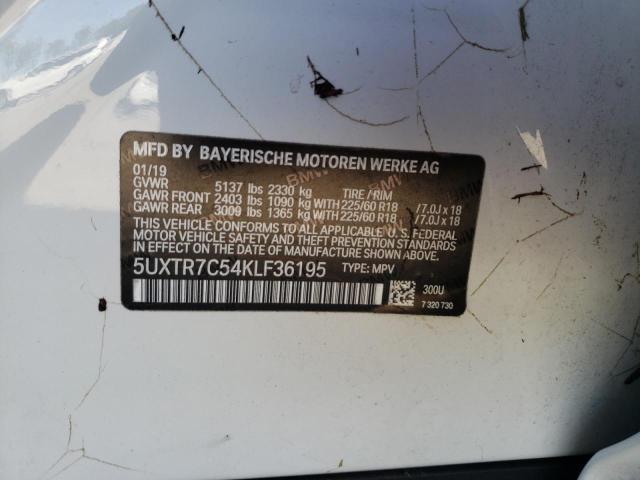 MFD BY BAYERISCHE MOTOREN WERKE AG
01/19
GVWR 5137 lbs 2330 kg TIRE/RIM
GAWR FRONT 2403 lbs 1090 kg WITH 225/60 R18 /7.0J x 18
GAWR REAR 3009 lbs 1365 kg WITH 225/60 R18 /7.0J x 18
THIS VEHICLE CONFORMS TO ALL APPLICABLE U.S. FEDERAL
MOTOR VEHICLE SAFETY, BUMPER, AND THEFT PREVENTION
STANDARDS IN EFFECT ON THE DATE OF MANUFACTURE SHOWN ABOVE.
5UXTR7C54KLF36195 TYPE: MPV
300U
7 320 730